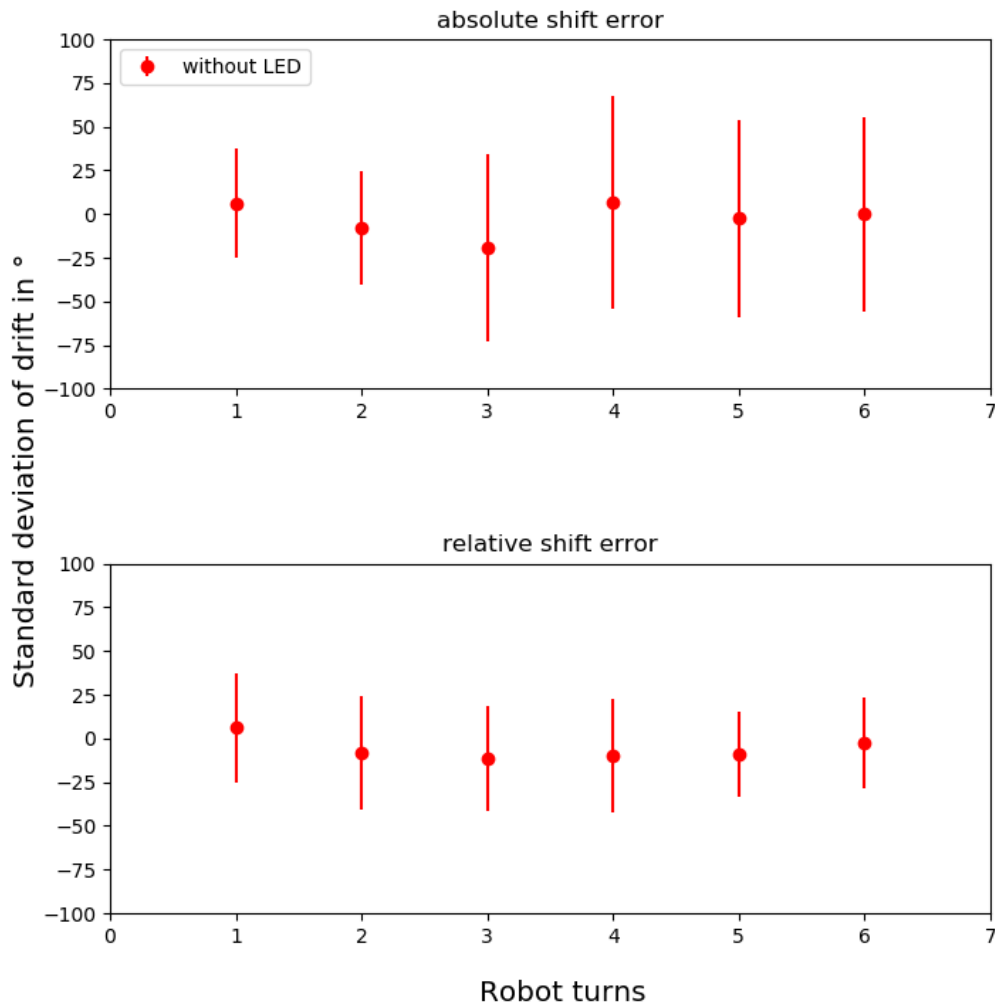 absolute shift error
without LED
100
75
50
25
0
−25
−50
−75
−100
0 1 2 3 4 5 6 7
Standard deviation of drift in °
relative shift error
100
75
50
25
0
−25
−50
−75
−100
0 1 2 3 4 5 6 7
Robot turns